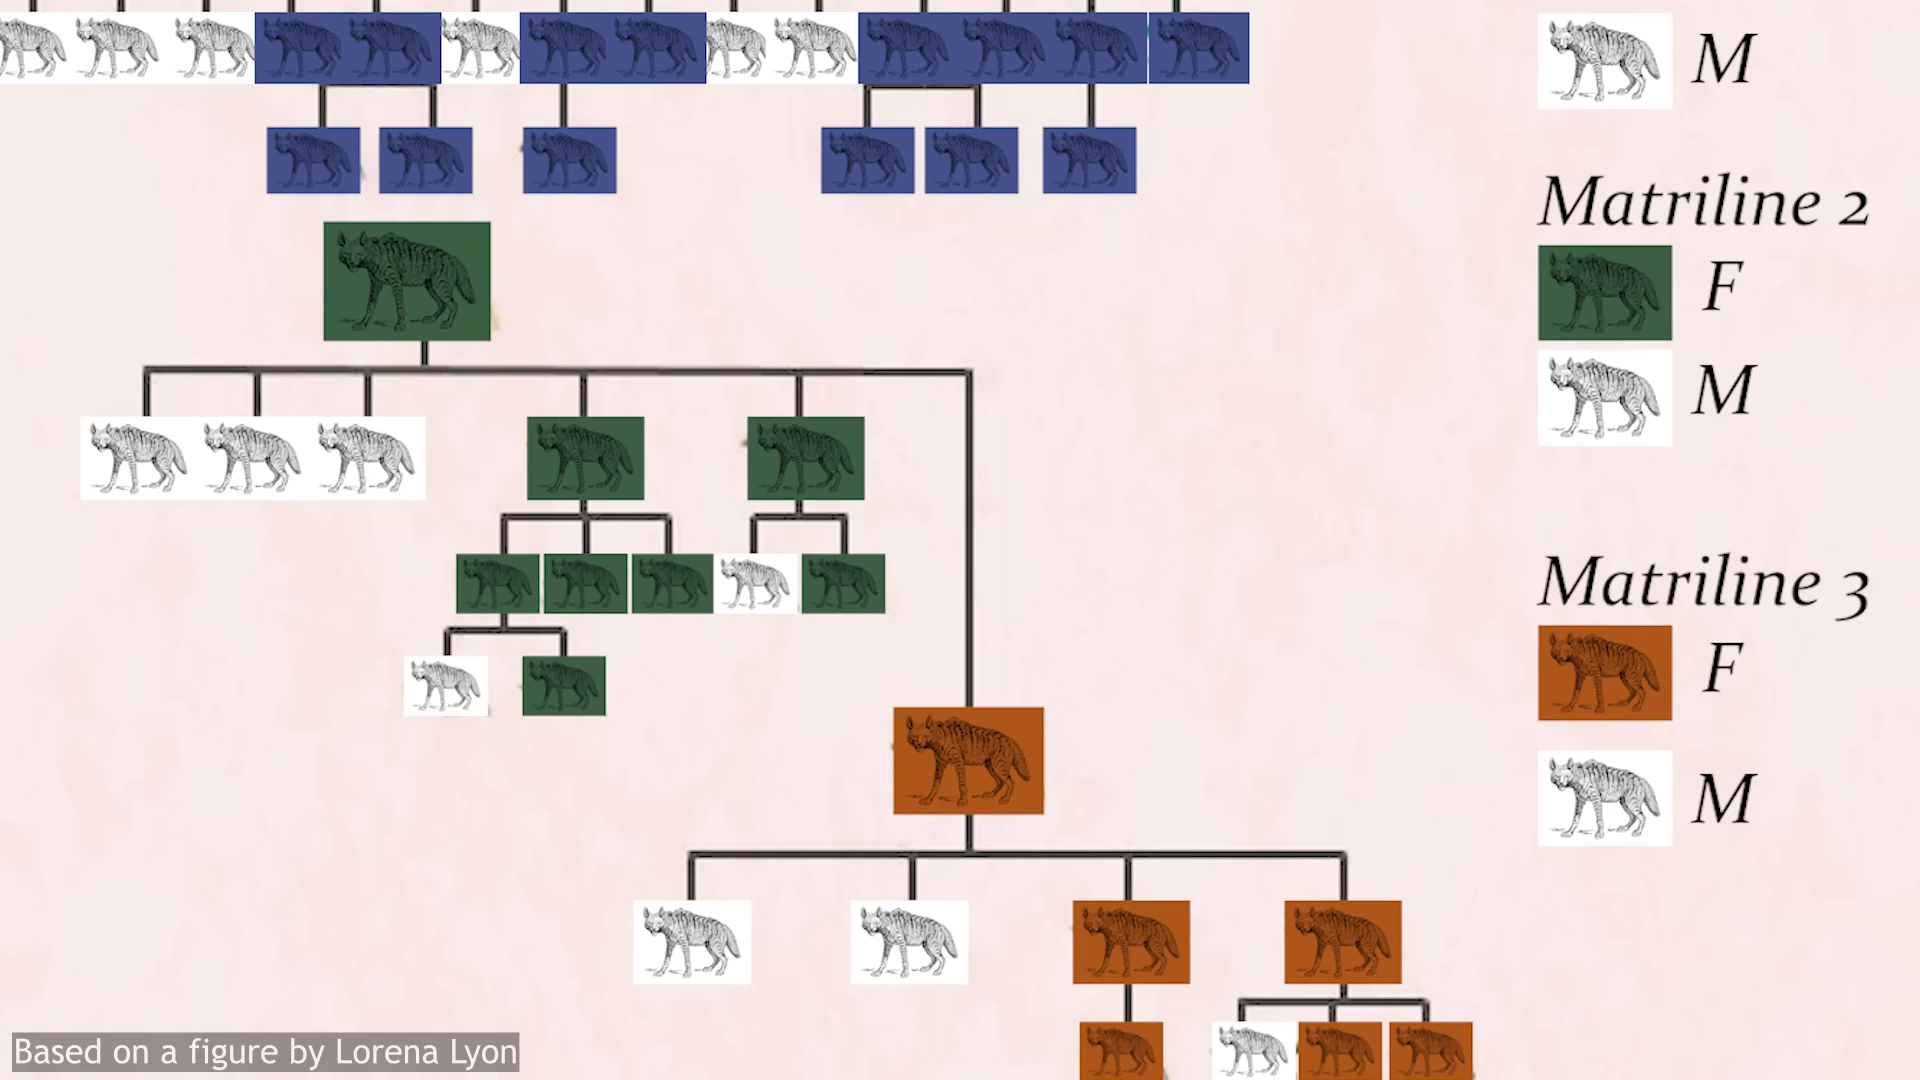 M
Matriline 2
F
M
Matriline 3
F
M
Based on a figure by Lorena Lyon